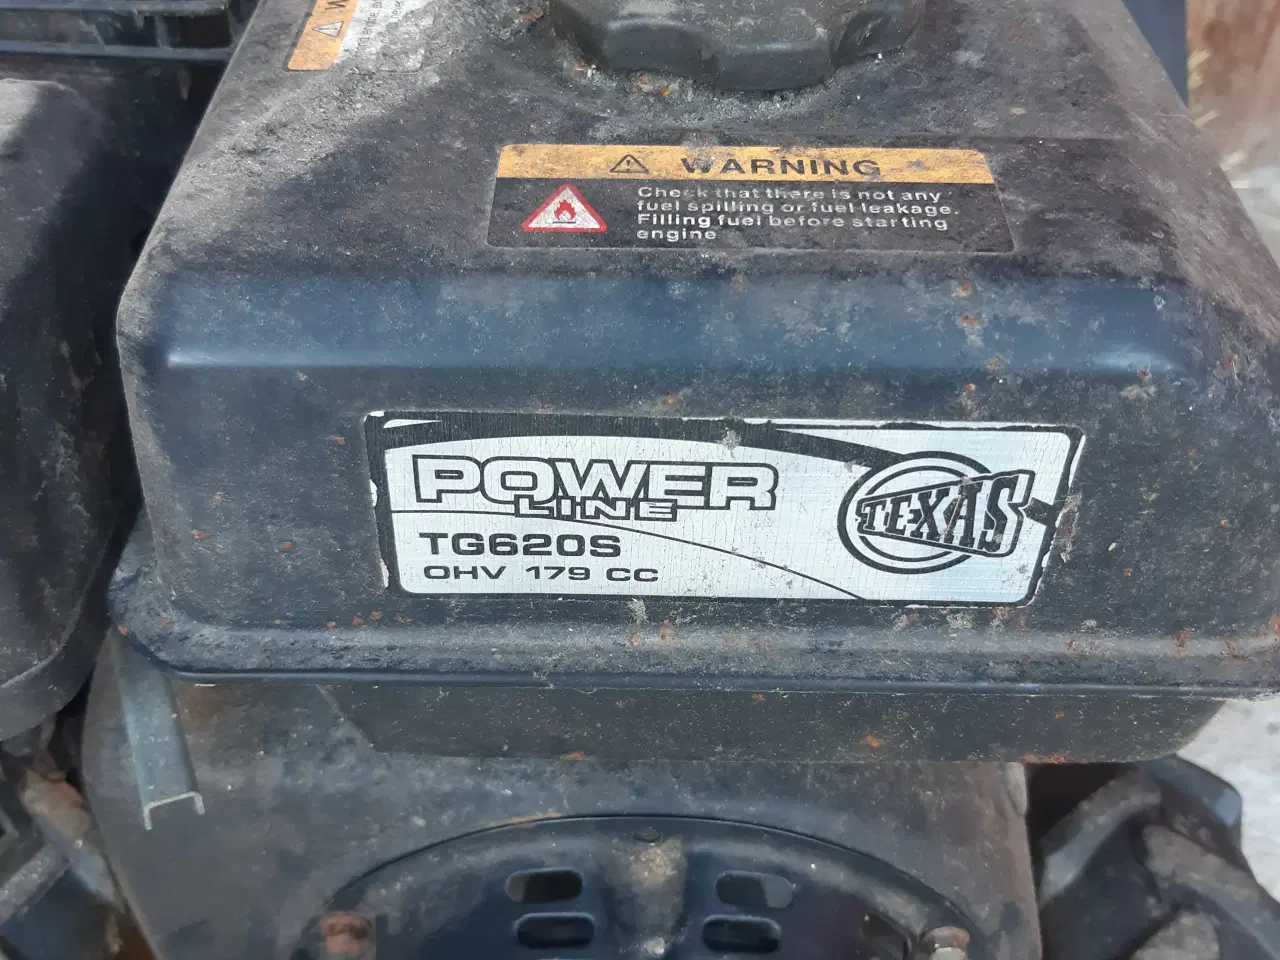 WARNING
Check that there is not any
fuel spilling or fuel leakage.
Filling fuel before starting
engine
POWER
LINE
TG620S
OHV 179 CC
TEXAS